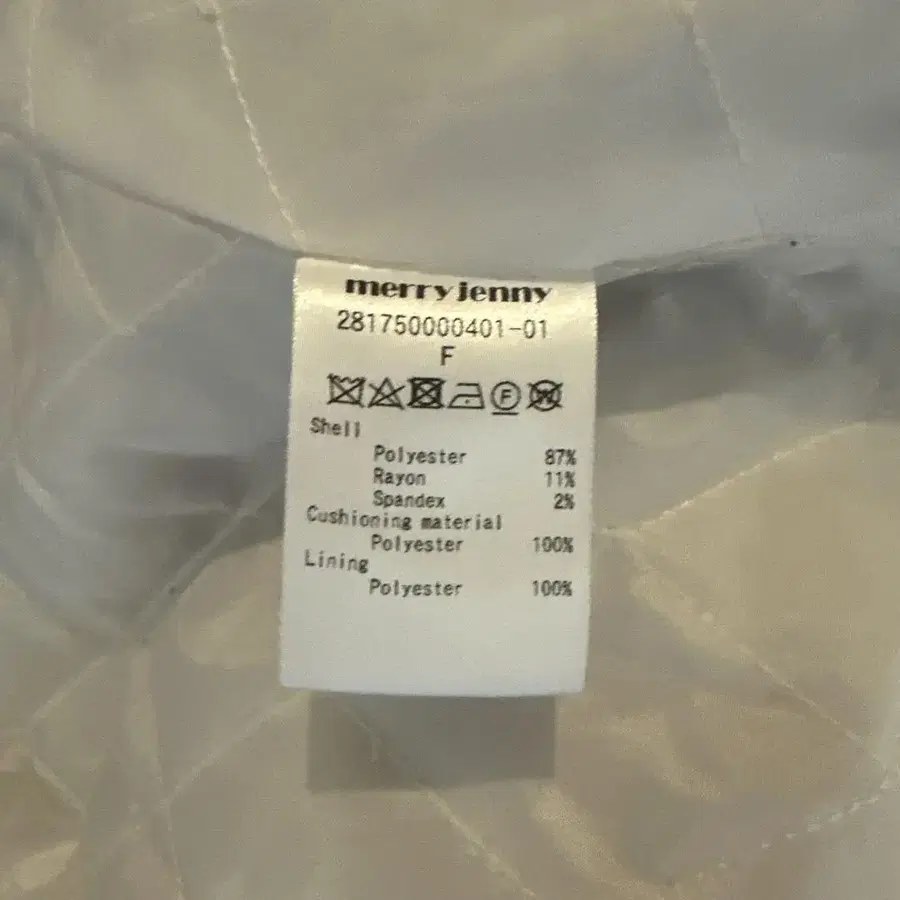 merry jenny
281750000401-01
F
F
W
Shell
Polyester 87%
Rayon 11%
Spandex 2%
Cushioning material
Polyester 100%
Lining
Polyester 100%